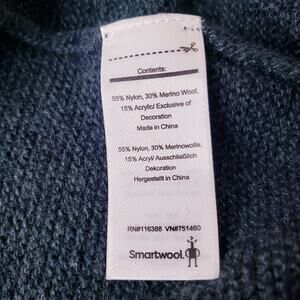 Contents:
55% Nylon, 30% Merino Wool,
15% Acrylic/ Exclusive of
Decoration
Made in China
55% Nylon, 30% Merinowolle,
15% Acryl/ Ausschließlich
Dekoration
Hergestellt in China
RN#116388 VN#751460
Smartwool